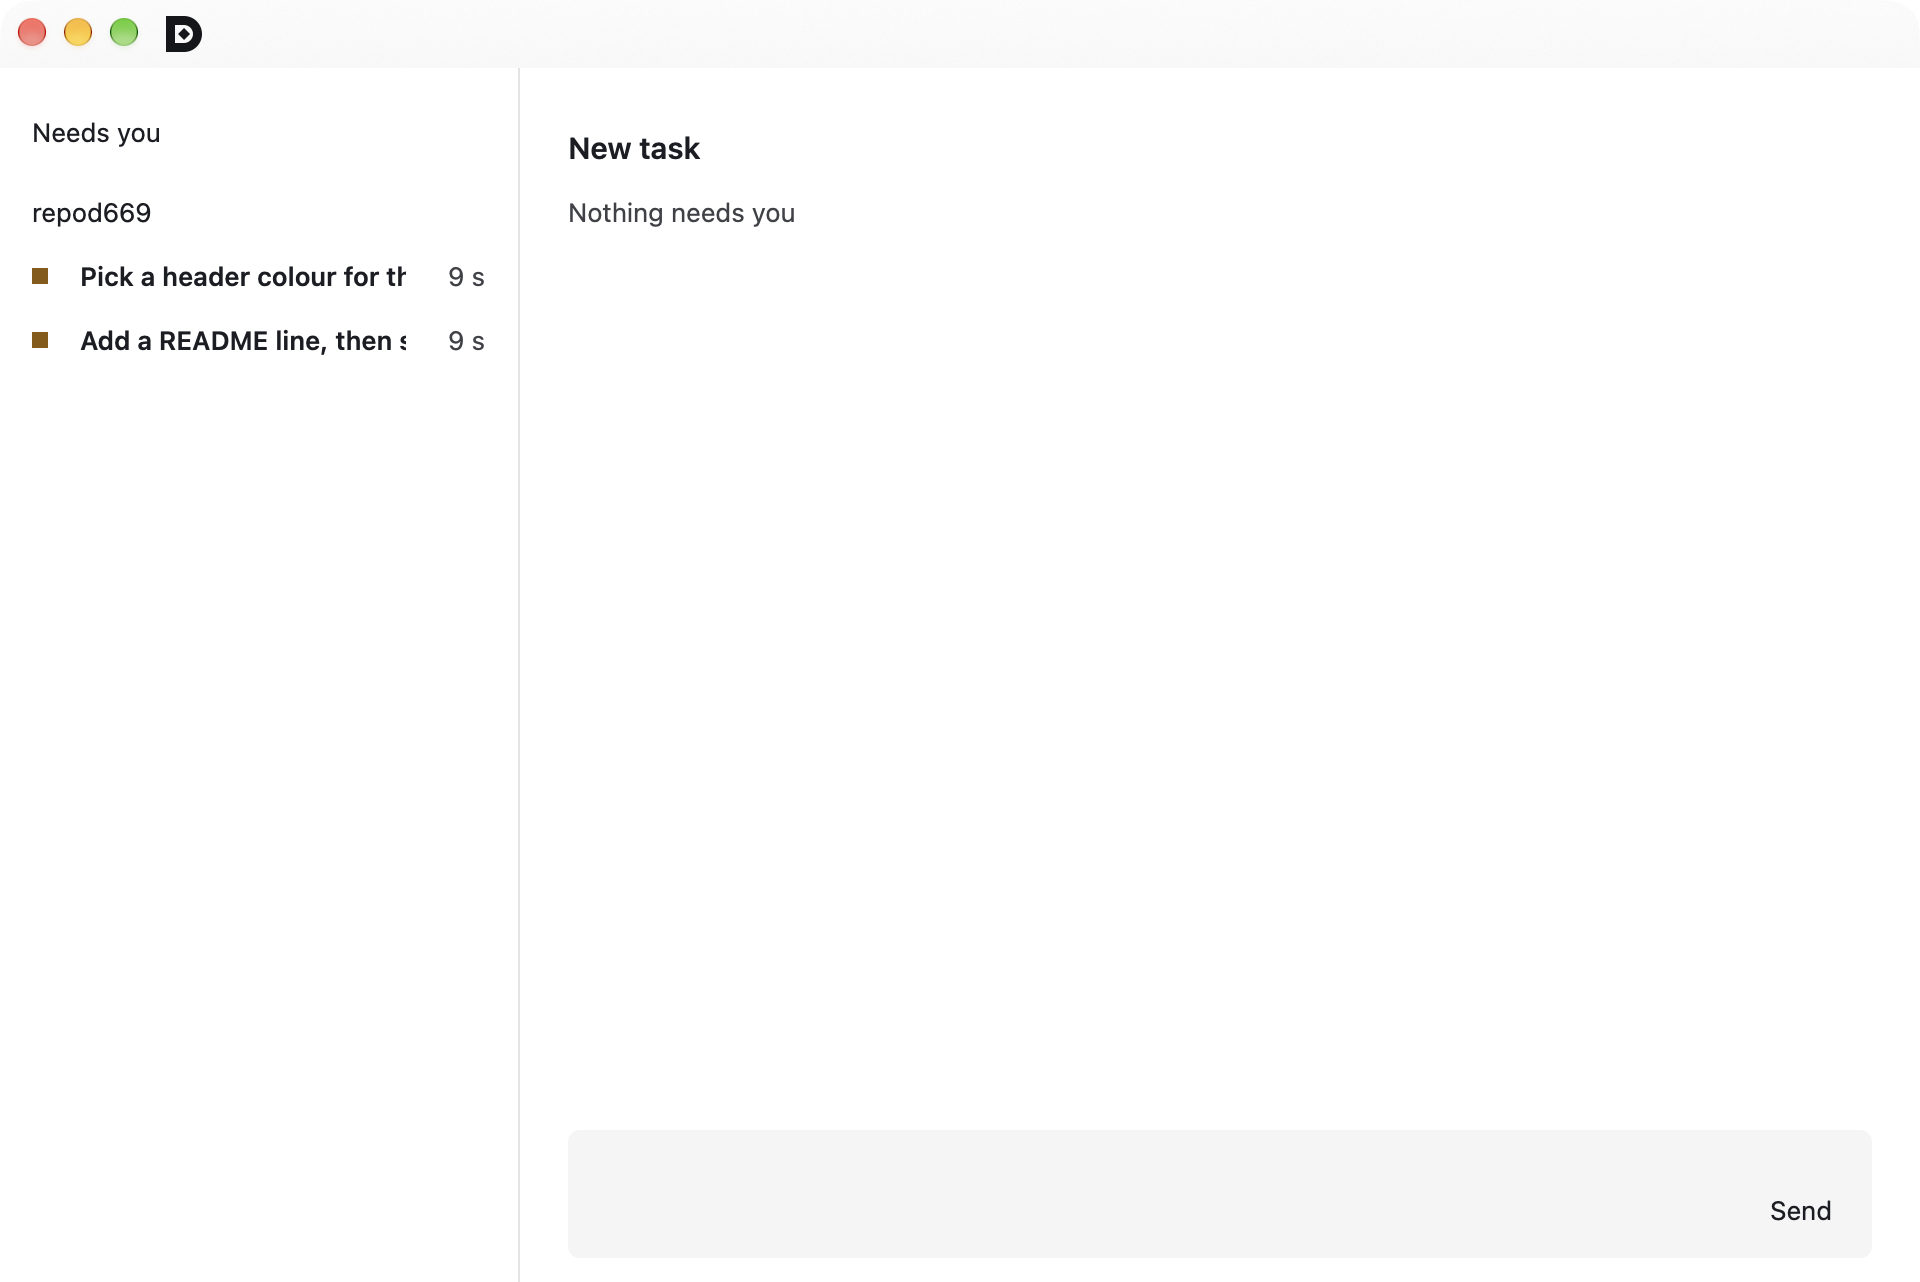 Needs you
repod669
Pick a header colour for th 9 s
Add a README line, then s 9 s
New task
Nothing needs you
Send